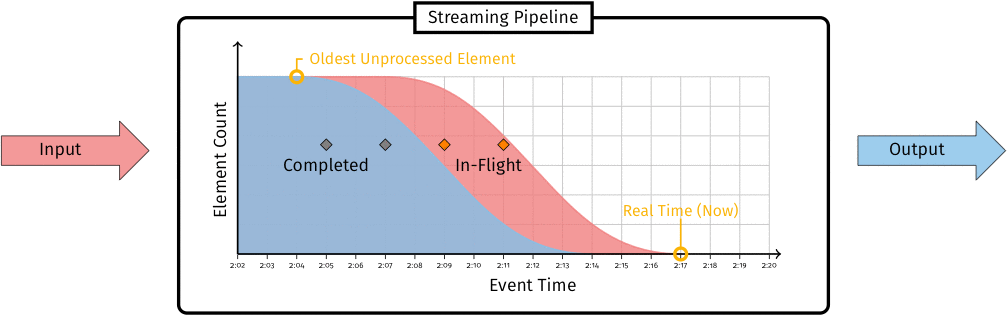 Streaming Pipeline
Oldest Unprocessed Element
Input
Element Count
Completed
In-Flight
Output
Real Time (Now)
2:02 2:03 2:04 2:05 2:06 2:07 2:08 2:09 2:10 2:11 2:12 2:13 2:14 2:15 2:16 2:17 2:18 2:19 2:20
Event Time